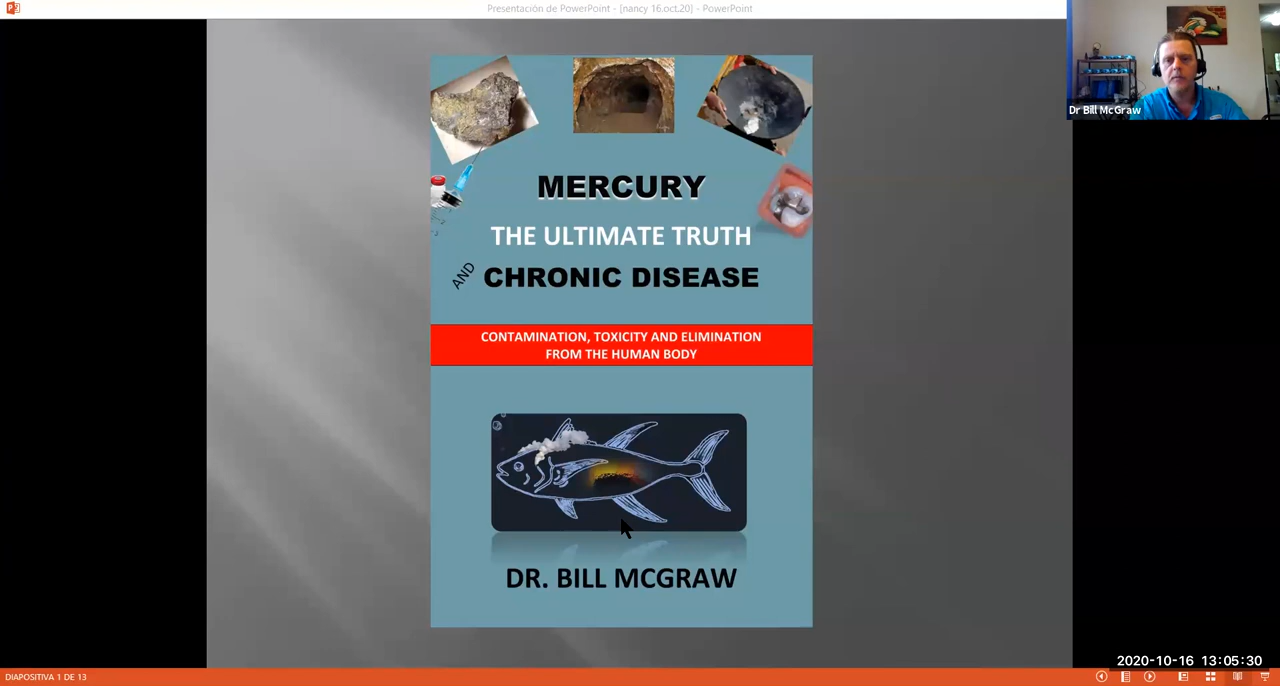 Presentación de PowerPoint - [nancy 16.oct.20] - PowerPoint
Dr Bill McGraw
MERCURY
THE ULTIMATE TRUTH
AND CHRONIC DISEASE
CONTAMINATION, TOXICITY AND ELIMINATION
FROM THE HUMAN BODY
DR. BILL MCGRAW
2020-10-16 13:05:30
DIAPOSITIVA 1 DE 13